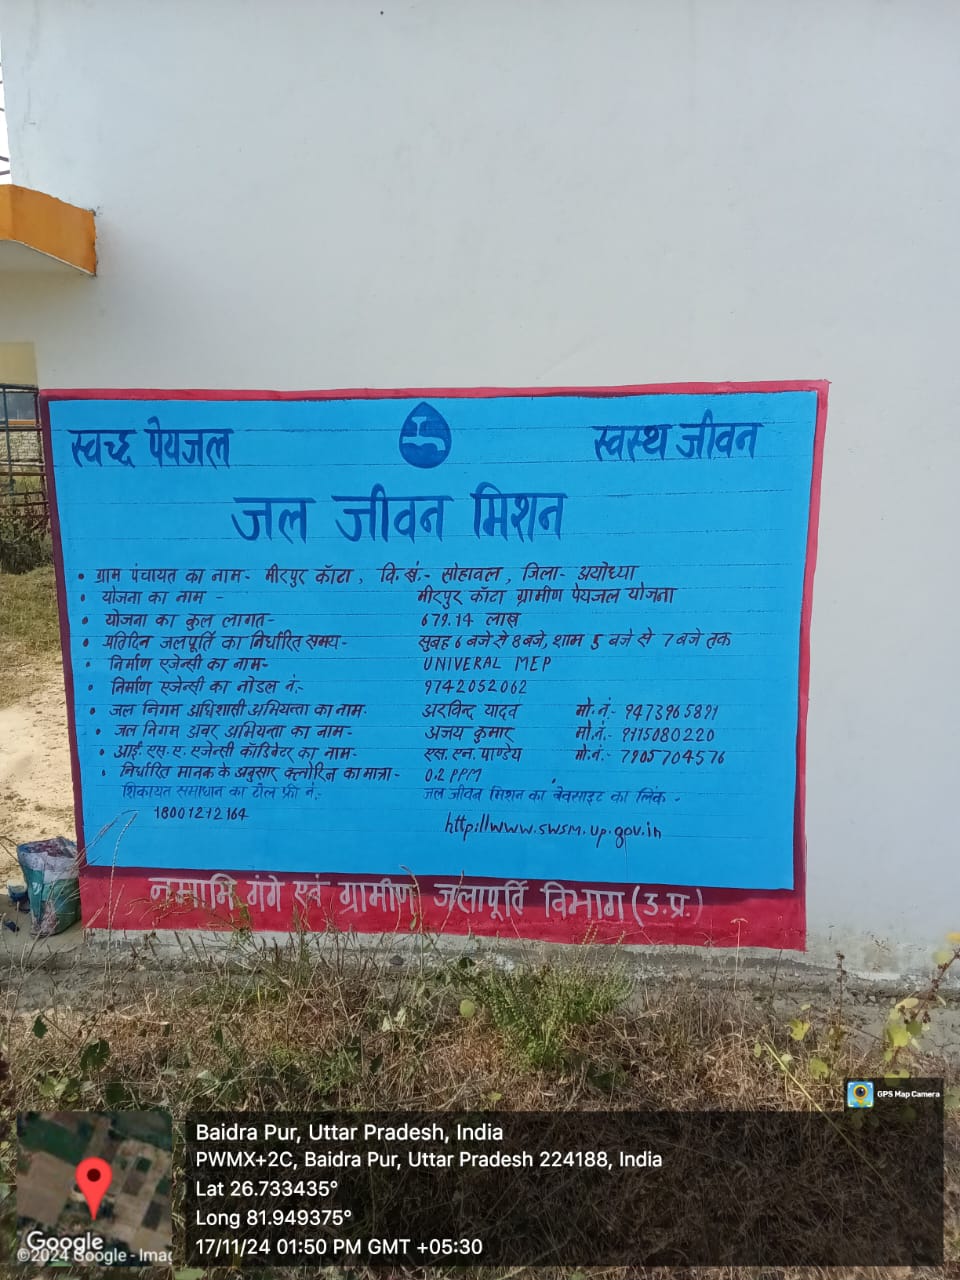 स्वच्छ पेयजल स्वस्थ जीवन
जल जीवन मिशन
• ग्राम पंचायत का नाम- मीरपुर काँटा, वि.खं.- सोहावल, जिला- अयोध्या
• योजना का नाम - मीरपुर काँटा ग्रामीण पेयजल योजना
• योजना का कुल लागत- 679.14 लाख
• प्रतिदिन जलपूर्ति का निर्धारित समय- सुबह 6 बजे से 8 बजे, शाम 5 बजे से 7 बजे तक
• निर्माण एजेन्सी का नाम- UNIVERAL MEP
• निर्माण एजेन्सी का नोडल नं.- 9742052062
• जल निगम अधिशासी अभियन्ता का नाम- अरविन्द यादव मो.नं.- 9473965891
• जल निगम अवर अभियन्ता का नाम- अजय कुमार मो.नं.- 9115080220
• आई.एस.ए. एजेन्सी कॉडिनेटर का नाम- एस.एन.पाण्डेय मो.नं.- 7905704576
• निर्धारित मानक के अनुसार क्लोरिन का मात्रा- 0.2 PPM
शिकायत समाधान का टोल फ्री नं.- जल जीवन मिशन का वेवसाइट का लिंक -
18001212164 http://www.swsm.up.gov.in
नमामि गंगे एवं ग्रामीण जलापूर्ति विभाग (उ.प्र.)
GPS Map Camera
Baidra Pur, Uttar Pradesh, India
PWMX+2C, Baidra Pur, Uttar Pradesh 224188, India
Lat 26.733435°
Long 81.949375°
17/11/24 01:50 PM GMT +05:30
Google
©2024 Google - Imag